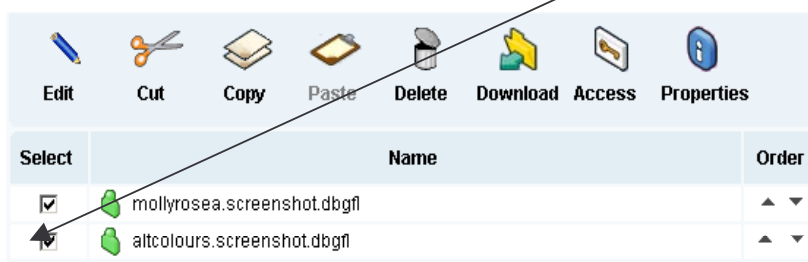 Edit Cut Copy Paste Delete Download Access Properties
Select Name Order
mollyrosea.screenshot.dbgfl
altcolours.screenshot.dbgfl